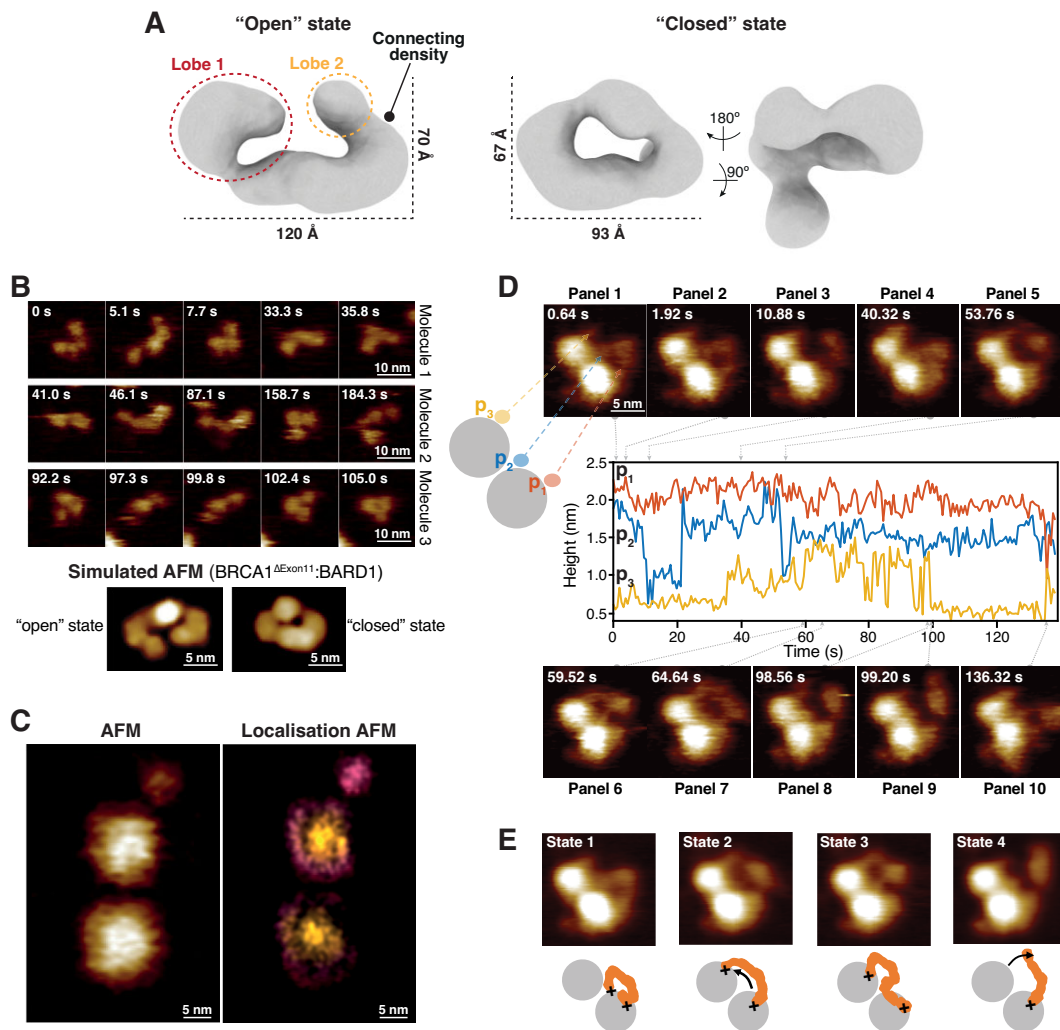 A
“Open” state
“Closed” state
Connecting
density
Lobe 1
Lobe 2
70 Å
120 Å
67 Å
93 Å
180º
90º
B
0 s
5.1 s
7.7 s
33.3 s
35.8 s
10 nm
Molecule 1
41.0 s
46.1 s
87.1 s
158.7 s
184.3 s
10 nm
Molecule 2
92.2 s
97.3 s
99.8 s
102.4 s
105.0 s
10 nm
Molecule 3
Simulated AFM (BRCA1ΔExon11:BARD1)
“open” state
5 nm
5 nm
“closed” state
C
AFM
Localisation AFM
5 nm
5 nm
D
Panel 1
Panel 2
Panel 3
Panel 4
Panel 5
0.64 s
1.92 s
10.88 s
40.32 s
53.76 s
5 nm
p3
p2
p1
2.5
2.0
1.5
1.0
0.5
Height (nm)
p1
p2
p3
0
20
40
60
80
100
120
Time (s)
59.52 s
64.64 s
98.56 s
99.20 s
136.32 s
Panel 6
Panel 7
Panel 8
Panel 9
Panel 10
E
State 1
State 2
State 3
State 4